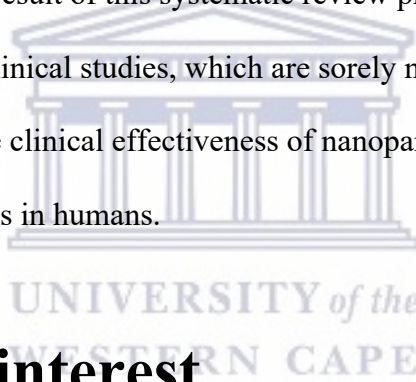 result of this systematic review p
inical studies, which are sorely n
e clinical effectiveness of nanopar
s in humans.
UNIVERSITY of the
WESTERN CAPE
interest